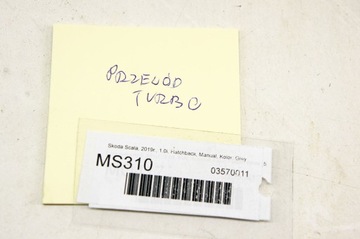 PRZEWÓD
TURBO
Skoda Scala, 2019r., 1.0i, Hatchback, Manual, Kolor: Grey
MS310
03570011